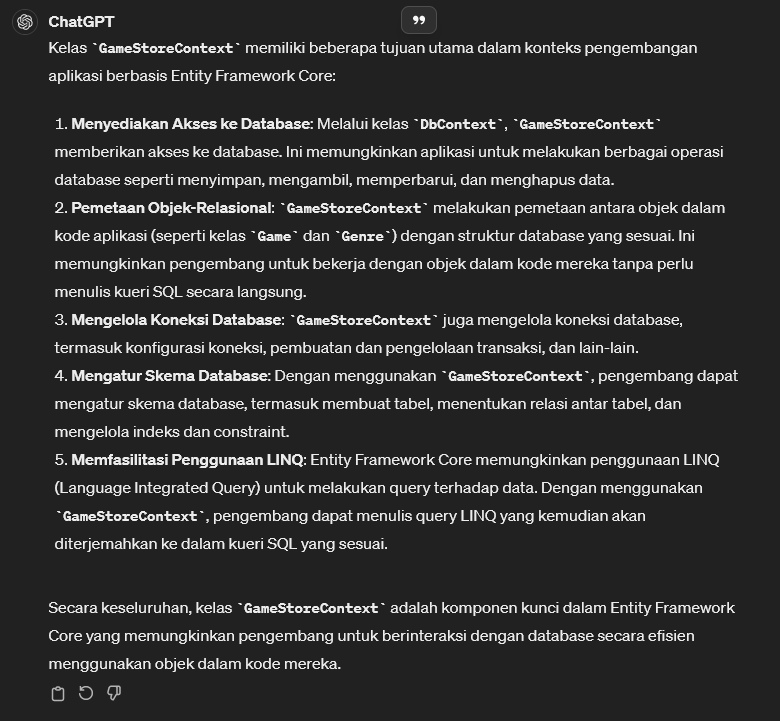 ChatGPT
Kelas `GameStoreContext` memiliki beberapa tujuan utama dalam konteks pengembangan
aplikasi berbasis Entity Framework Core:
1. Menyediakan Akses ke Database: Melalui kelas `DbContext`, `GameStoreContext`
memberikan akses ke database. Ini memungkinkan aplikasi untuk melakukan berbagai operasi
database seperti menyimpan, mengambil, memperbarui, dan menghapus data.
2. Pemetaan Objek-Relasional: `GameStoreContext` melakukan pemetaan antara objek dalam
kode aplikasi (seperti kelas `Game` dan `Genre`) dengan struktur database yang sesuai. Ini
memungkinkan pengembang untuk bekerja dengan objek dalam kode mereka tanpa perlu
menulis kueri SQL secara langsung.
3. Mengelola Koneksi Database: `GameStoreContext` juga mengelola koneksi database,
termasuk konfigurasi koneksi, pembuatan dan pengelolaan transaksi, dan lain-lain.
4. Mengatur Skema Database: Dengan menggunakan `GameStoreContext`, pengembang dapat
mengatur skema database, termasuk membuat tabel, menentukan relasi antar tabel, dan
mengelola indeks dan constraint.
5. Memfasilitasi Penggunaan LINQ: Entity Framework Core memungkinkan penggunaan LINQ
(Language Integrated Query) untuk melakukan query terhadap data. Dengan menggunakan
`GameStoreContext`, pengembang dapat menulis query LINQ yang kemudian akan
diterjemahkan ke dalam kueri SQL yang sesuai.
Secara keseluruhan, kelas `GameStoreContext` adalah komponen kunci dalam Entity Framework
Core yang memungkinkan pengembang untuk berinteraksi dengan database secara efisien
menggunakan objek dalam kode mereka.